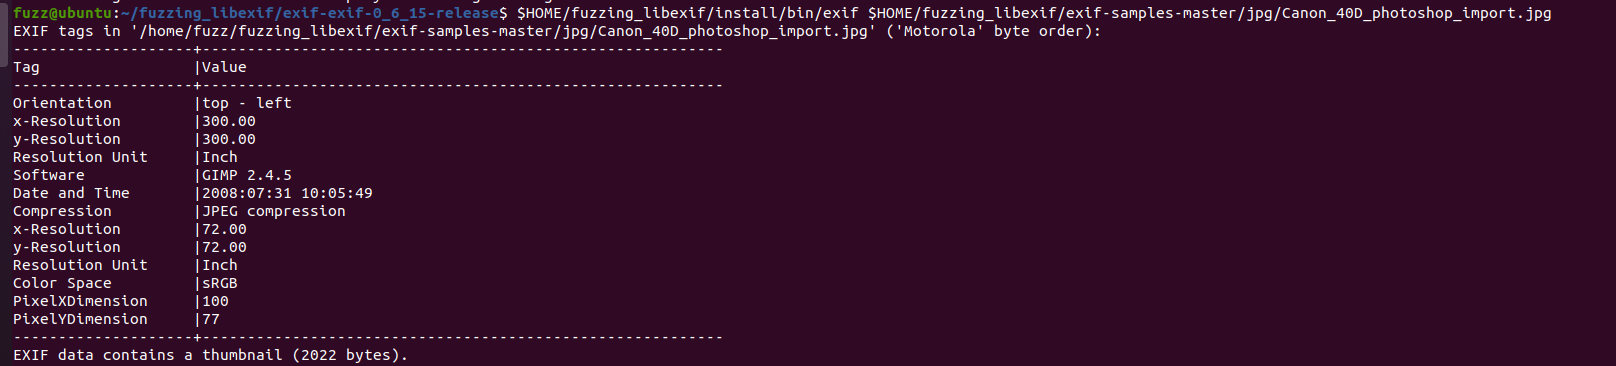 fuzz@ubuntu:~/fuzzing_libexif/exif-exif-0_6_15-release$ $HOME/fuzzing_libexif/install/bin/exif $HOME/fuzzing_libexif/exif-samples-master/jpg/Canon_40D_photoshop_import.jpg
EXIF tags in '/home/fuzz/fuzzing_libexif/exif-samples-master/jpg/Canon_40D_photoshop_import.jpg' ('Motorola' byte order):
--------------------+----------------------------------------------------------
Tag                 |Value
--------------------+----------------------------------------------------------
Orientation         |top - left
x-Resolution        |300.00
y-Resolution        |300.00
Resolution Unit     |Inch
Software            |GIMP 2.4.5
Date and Time       |2008:07:31 10:05:49
Compression         |JPEG compression
x-Resolution        |72.00
y-Resolution        |72.00
Resolution Unit     |Inch
Color Space         |sRGB
PixelXDimension     |100
PixelYDimension     |77
--------------------+----------------------------------------------------------
EXIF data contains a thumbnail (2022 bytes).